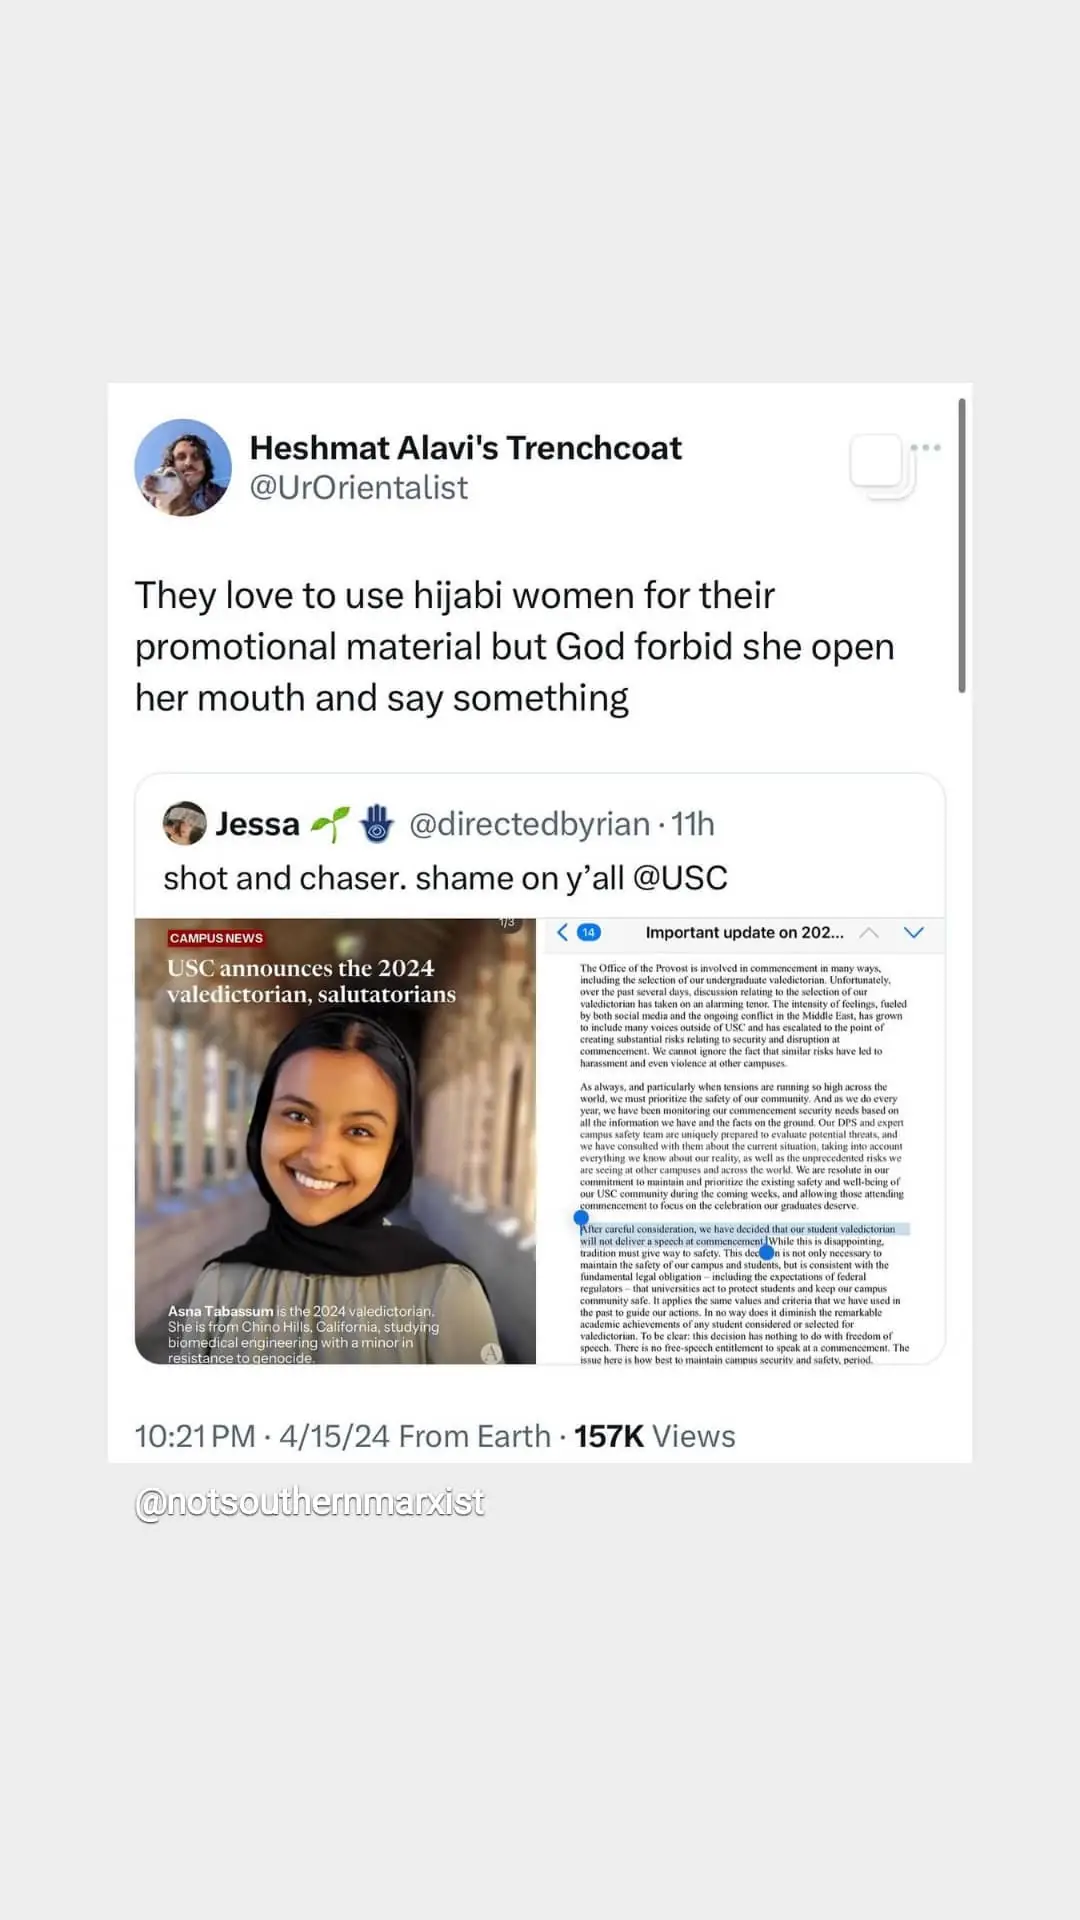 Heshmat Alavi's Trenchcoat
@UrOrientalist
They love to use hijabi women for their
promotional material but God forbid she open
her mouth and say something
Jessa 🌱 🪬 @directedbyrian · 11h
shot and chaser. shame on y’all @USC
1/3
CAMPUS NEWS
USC announces the 2024
valedictorian, salutatorians
Asna Tabassum is the 2024 valedictorian.
She is from Chino Hills, California, studying
biomedical engineering with a minor in
resistance to genocide.
14
Important update on 202...
The Office of the Provost is involved in commencement in many ways,
including the selection of our undergraduate valedictorian. Unfortunately,
over the past several days, discussion relating to the selection of our
valedictorian has taken on an alarming tenor. The intensity of feelings, fueled
by both social media and the ongoing conflict in the Middle East, has grown
to include many voices outside of USC and has escalated to the point of
creating substantial risks relating to security and disruption at
commencement. We cannot ignore the fact that similar risks have led to
harassment and even violence at other campuses.
As always, and particularly when tensions are running so high across the
world, we must prioritize the safety of our community. And as we do every
year, we have been monitoring our commencement security needs based on
all the information we have and the facts on the ground. Our DPS and expert
campus safety team are uniquely prepared to evaluate potential threats, and
we have consulted with them about the current situation, taking into account
everything we know about our reality, as well as the unprecedented risks we
are seeing at other campuses and across the world. We are resolute in our
commitment to maintain and prioritize the existing safety and well-being of
our USC community during the coming weeks, and allowing those attending
commencement to focus on the celebration our graduates deserve.
After careful consideration, we have decided that our student valedictorian
will not deliver a speech at commencement. While this is disappointing,
tradition must give way to safety. This decision is not only necessary to
maintain the safety of our campus and students, but is consistent with the
fundamental legal obligation – including the expectations of federal
regulators – that universities act to protect students and keep our campus
community safe. It applies the same values and criteria that we have used in
the past to guide our actions. In no way does it diminish the remarkable
academic achievements of any student considered or selected for
valedictorian. To be clear: this decision has nothing to do with freedom of
speech. There is no free-speech entitlement to speak at a commencement. The
issue here is how best to maintain campus security and safety, period.
10:21 PM · 4/15/24 From Earth · 157K Views
@notsouthernmarxist